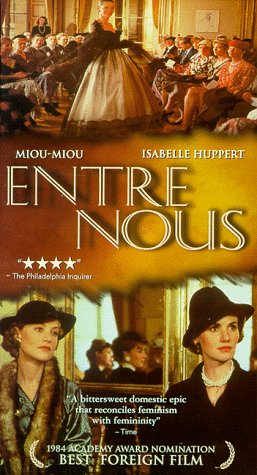 MIOU-MIOU ISABELLE HUPPERT
ENTRE
NOUS
"★★★★"
– The Philadelphia Inquirer
"A bittersweet domestic epic
that reconciles feminism
with femininity"
– Time
1984 ACADEMY AWARD NOMINATION
BEST FOREIGN FILM